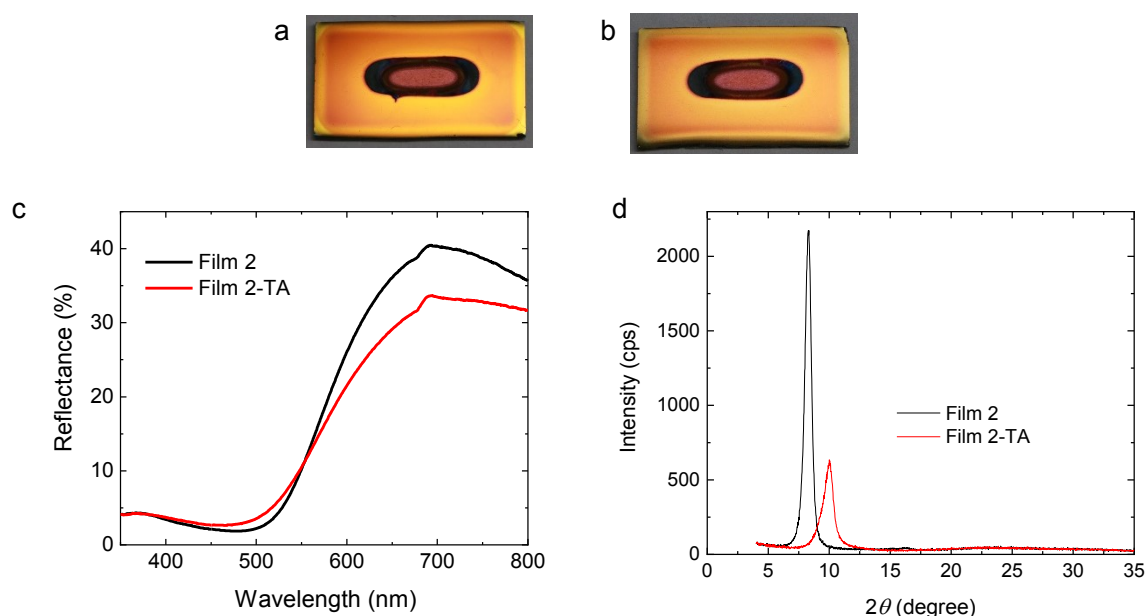 a
b
c
Film 2
Film 2-TA
Reflectance (%)
40
30
20
10
0
400
500
600
700
800
Wavelength (nm)
d
Film 2
Film 2-TA
Intensity (cps)
2000
1500
1000
500
0
0
5
10
15
20
25
30
35
2θ (degree)